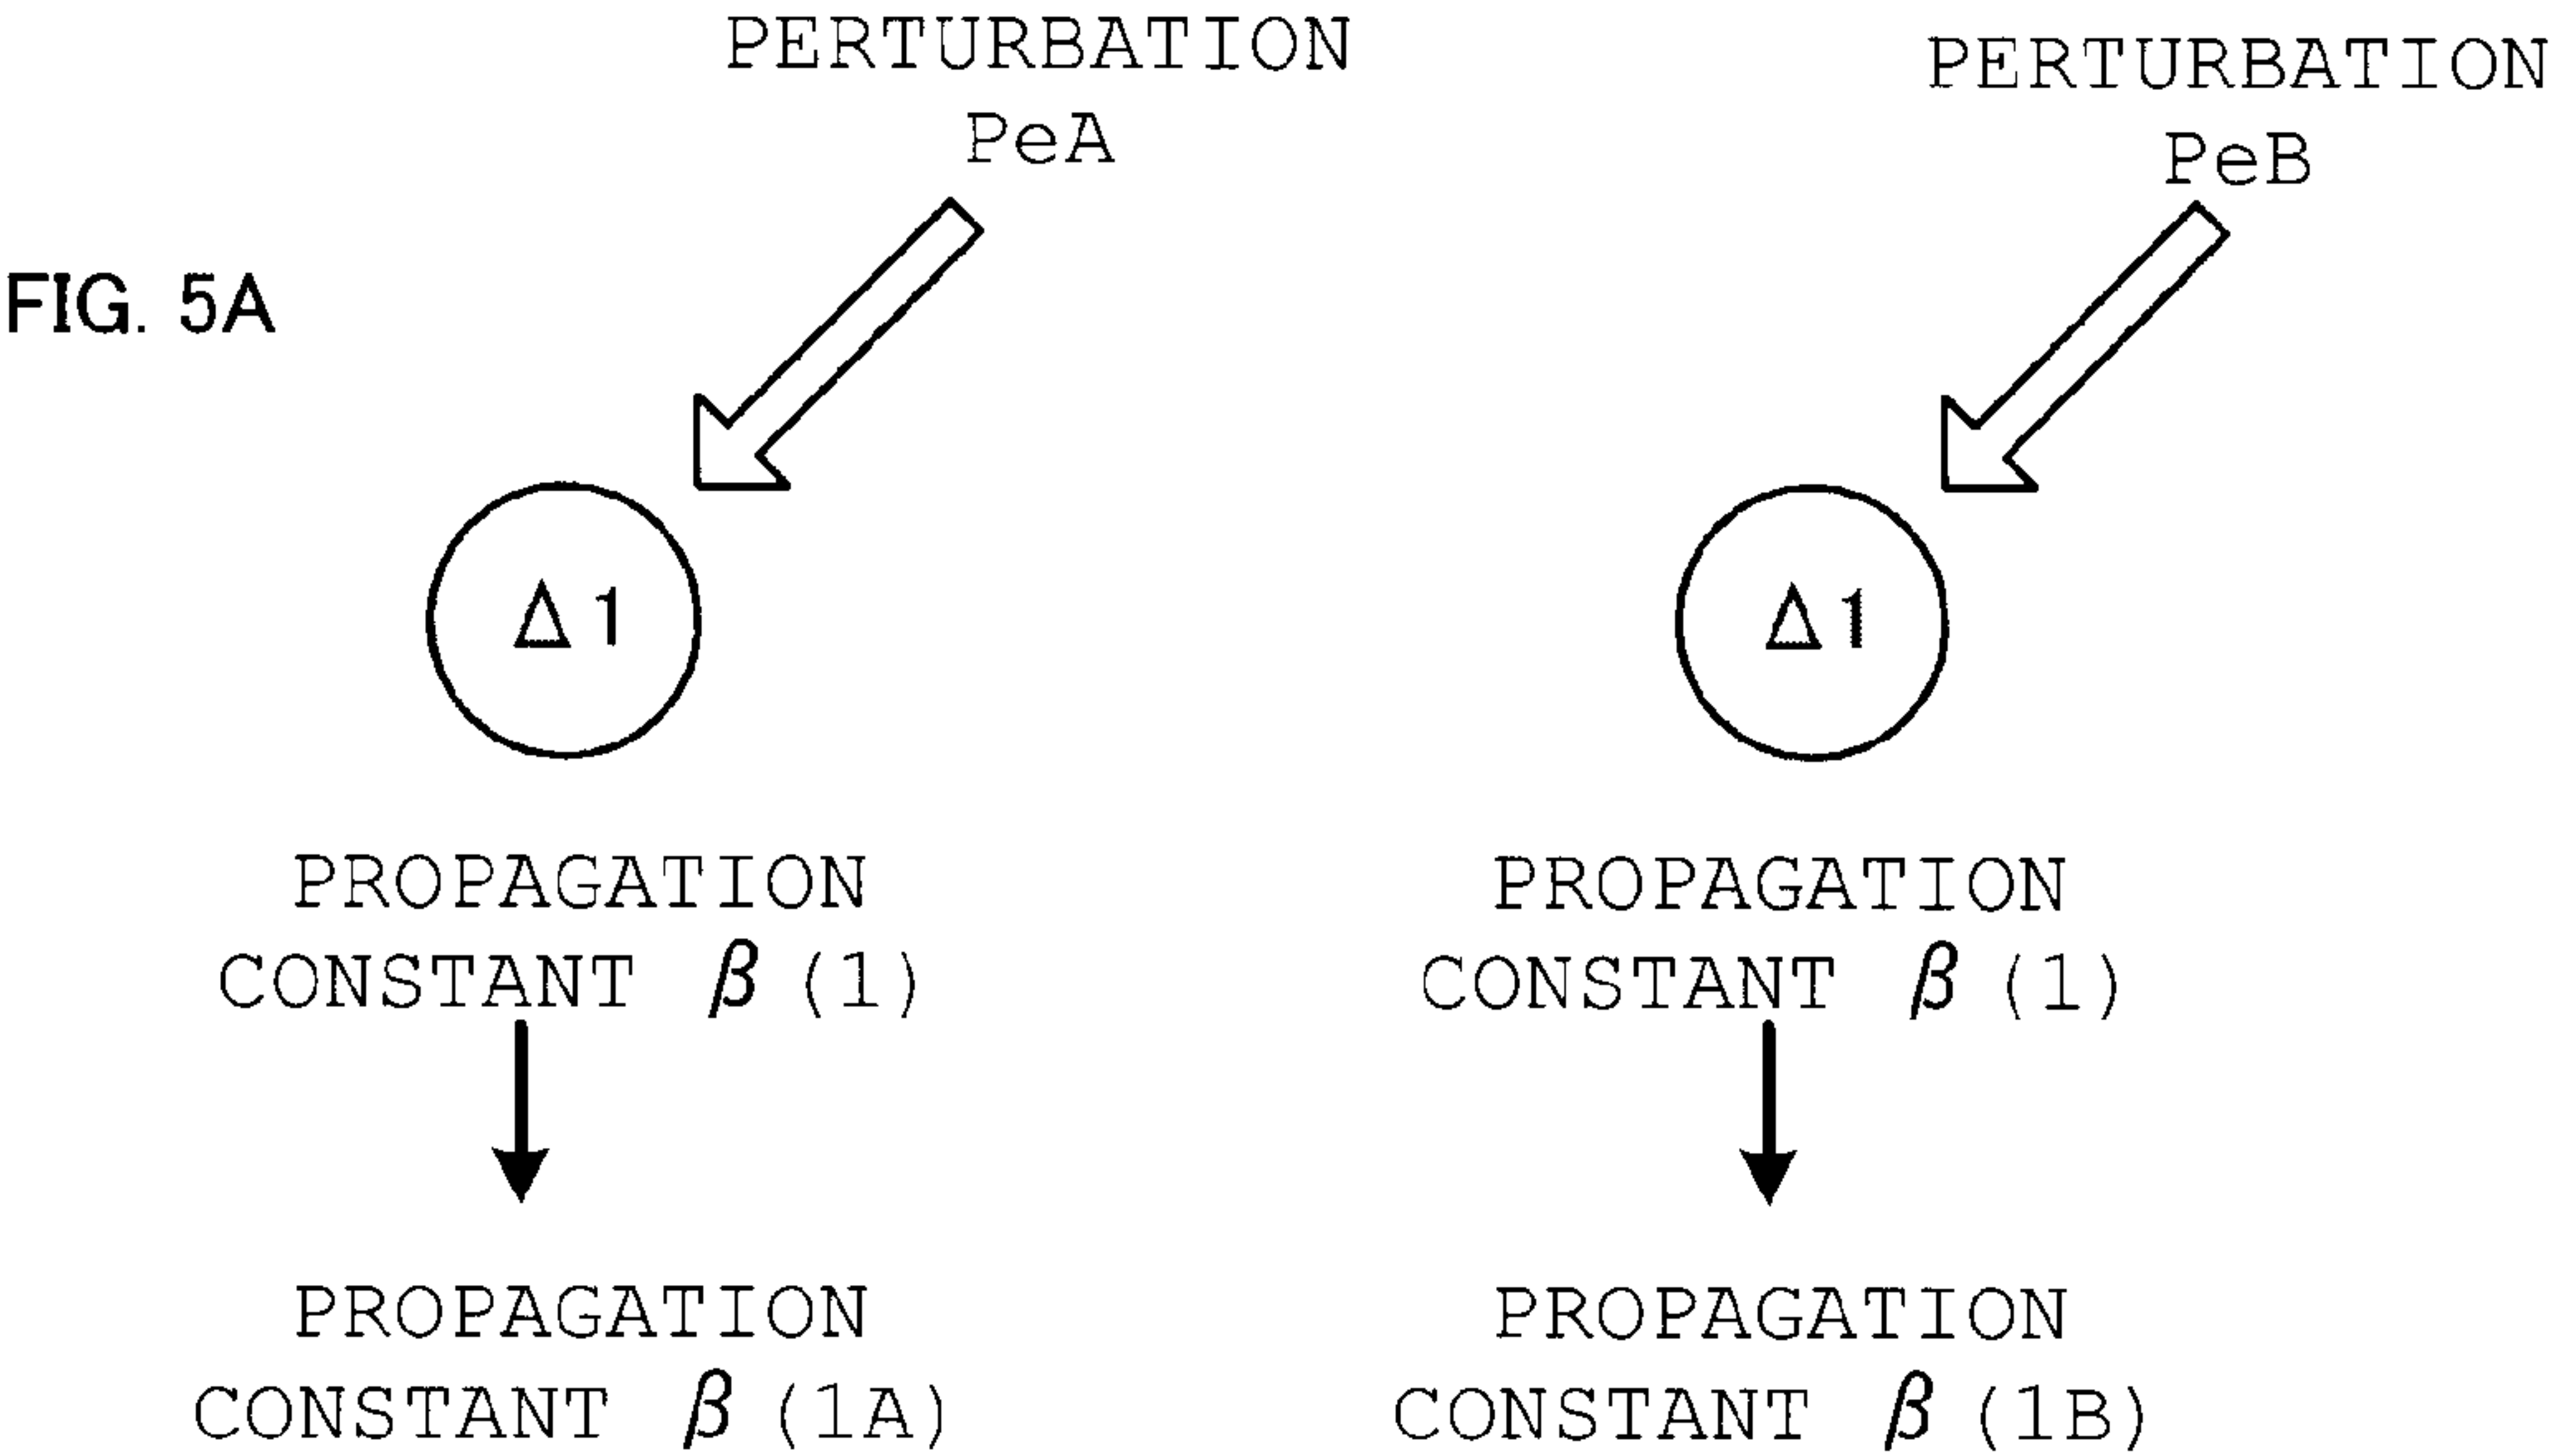 PERTURBATION
PeA
PERTURBATION
PeB
FIG. 5A
Δ1
Δ1
PROPAGATION
CONSTANT β (1)
PROPAGATION
CONSTANT β (1)
PROPAGATION
CONSTANT β (1A)
PROPAGATION
CONSTANT β (1B)